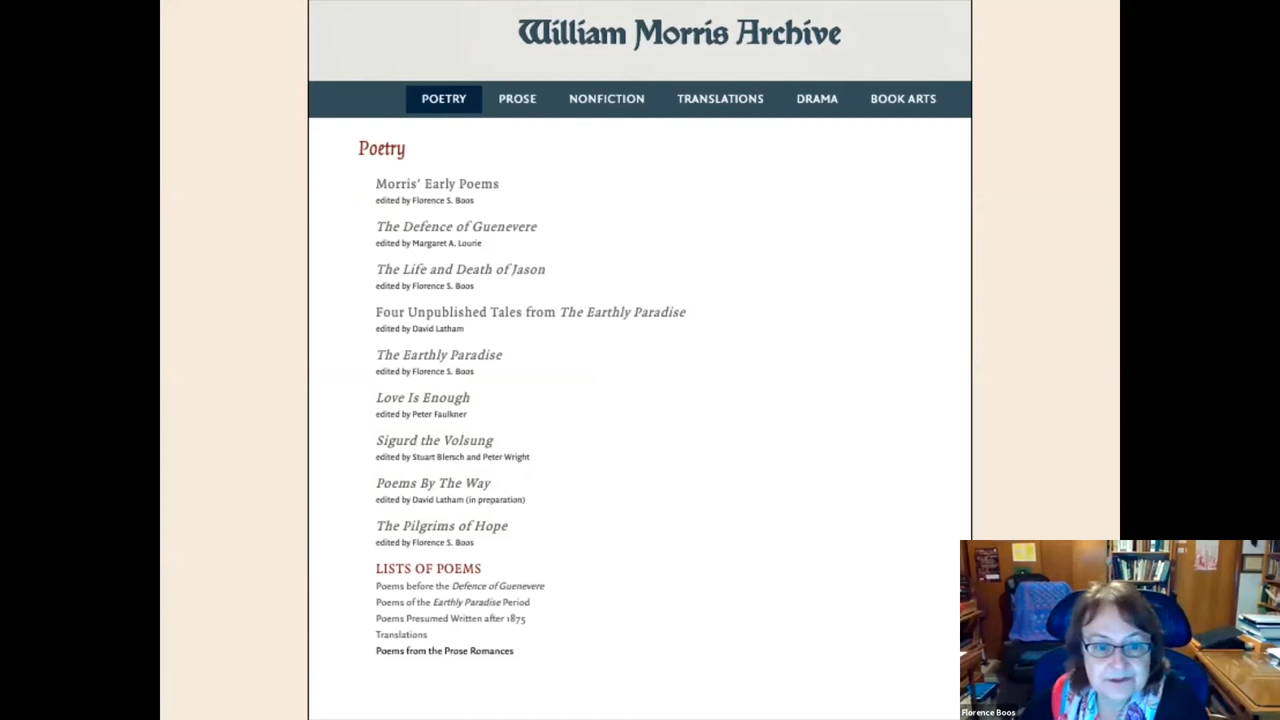 William Morris Archive
POETRY PROSE NONFICTION TRANSLATIONS DRAMA BOOK ARTS
Poetry
Morris' Early Poems
edited by Florence S. Boos
The Defence of Guenevere
edited by Margaret A. Lourie
The Life and Death of Jason
edited by Florence S. Boos
Four Unpublished Tales from The Earthly Paradise
edited by David Latham
The Earthly Paradise
edited by Florence S. Boos
Love Is Enough
edited by Peter Faulkner
Sigurd the Volsung
edited by Stuart Blersch and Peter Wright
Poems By The Way
edited by David Latham (in preparation)
The Pilgrims of Hope
edited by Florence S. Boos
LISTS OF POEMS
Poems before the Defence of Guenevere
Poems of the Earthly Paradise Period
Poems Presumed Written after 1875
Translations
Poems from the Prose Romances
Florence Boos